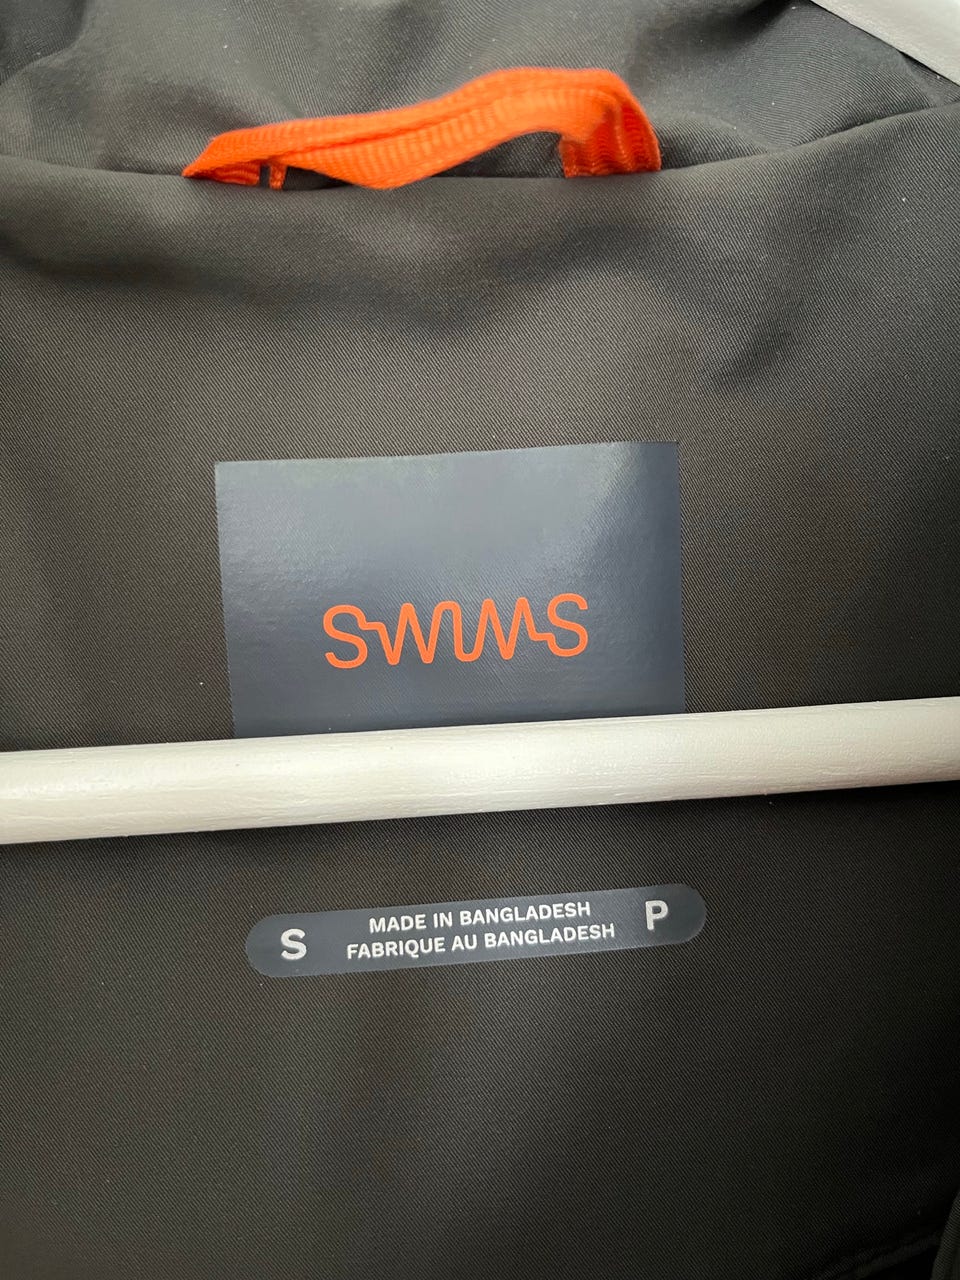 SWIMS
S
MADE IN BANGLADESH
FABRIQUE AU BANGLADESH
P